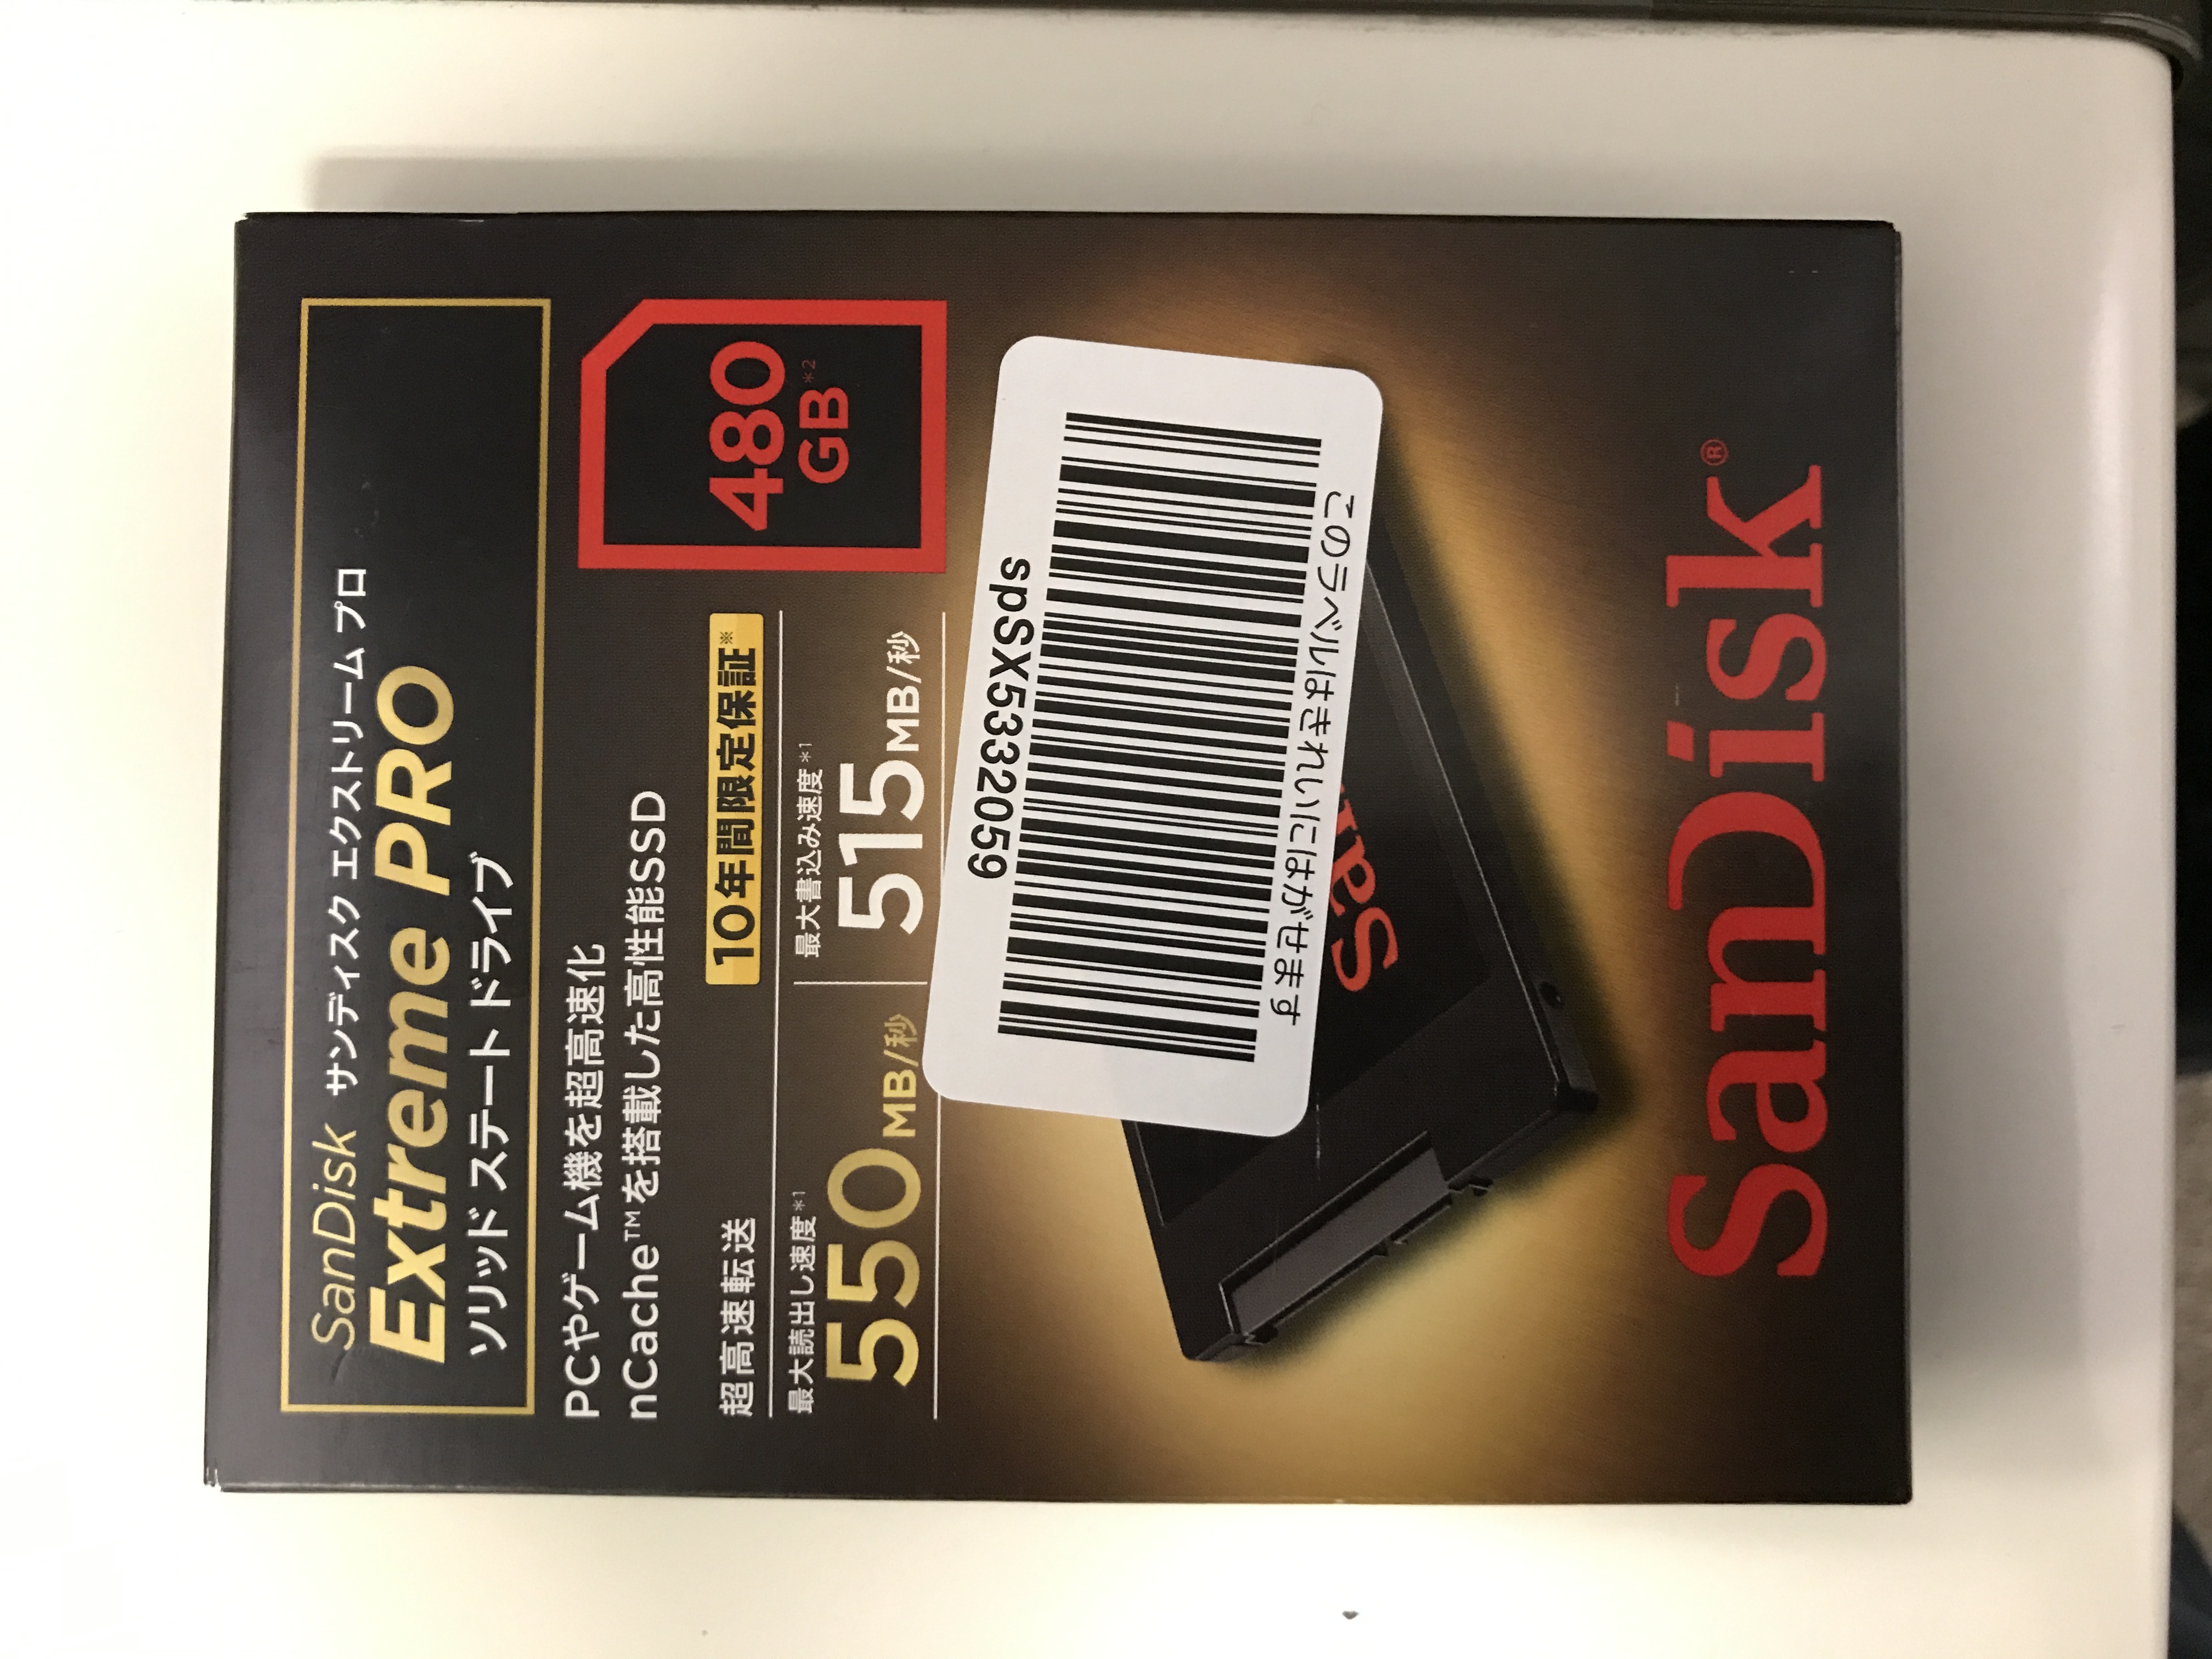 SanDisk サンディスク エクストリーム プロ
Extreme PRO
ソリッド ステート ドライブ
PCやゲーム機を超高速化
nCache™を搭載した高性能SSD
480
GB*2
超高速転送 10年間限定保証※
最大読出し速度*1
550MB/秒
最大書込み速度*1
515MB/秒
spSX5332059
このラベルはきれいにはがせます
San
SanDisk®